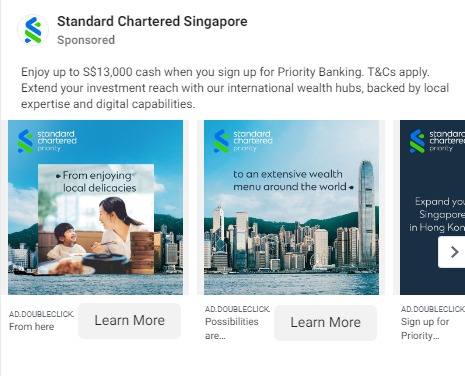 Standard Chartered Singapore
Sponsored
Enjoy up to S$13,000 cash when you sign up for Priority Banking. T&Cs apply.
Extend your investment reach with our international wealth hubs, backed by local
expertise and digital capabilities.
standard
chartered
priority
From enjoying
local delicacies
standard
chartered
priority
to an extensive wealth
menu around the world
standard
chartered
priority
Expand you
Singapore
in Hong Kon
AD.DOUBLECLICK.
From here
Learn More
AD.DOUBLECLICK.
Possibilities
are...
Learn More
AD.DOUBLECLICK.
Sign up for
Priority...